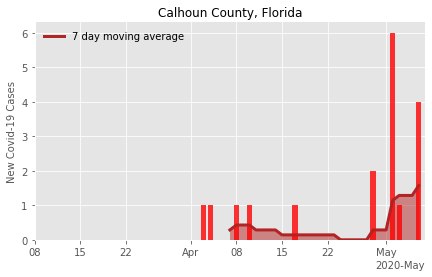 Calhoun County, Florida
7 day moving average
New Covid-19 Cases
6
5
4
3
2
1
0
08 15 22 Apr 08 15 22 May
2020-May